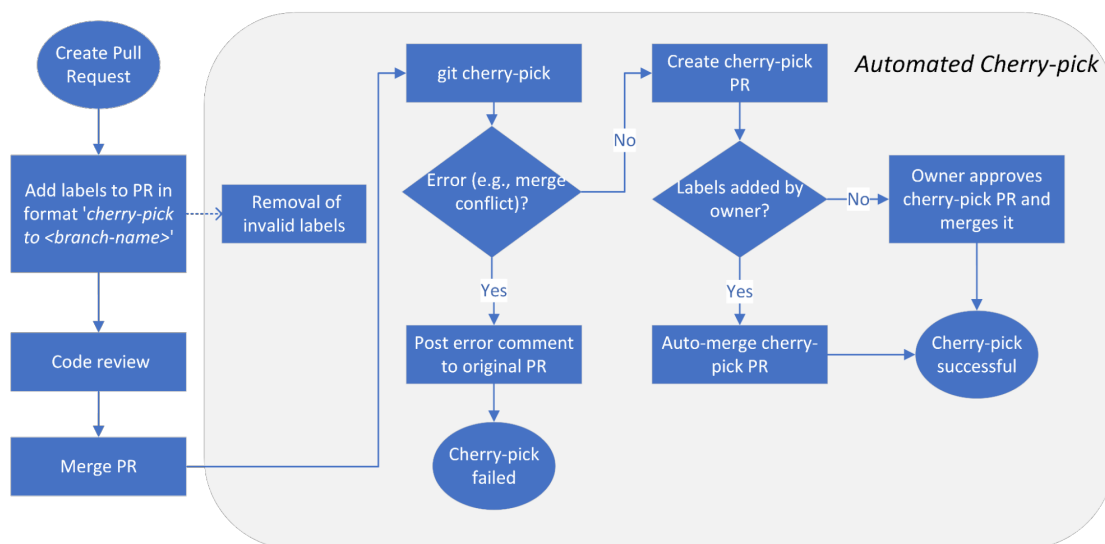 Create Pull
Request
Add labels to PR in
format 'cherry-pick
to <branch-name>'
Code review
Merge PR
Removal of
invalid labels
Automated Cherry-pick
git cherry-pick
Error (e.g., merge
conflict)?
No
Yes
Post error comment
to original PR
Cherry-pick
failed
Create cherry-pick
PR
Labels added by
owner?
No
Yes
Owner approves
cherry-pick PR and
merges it
Auto-merge cherry-
pick PR
Cherry-pick
successful